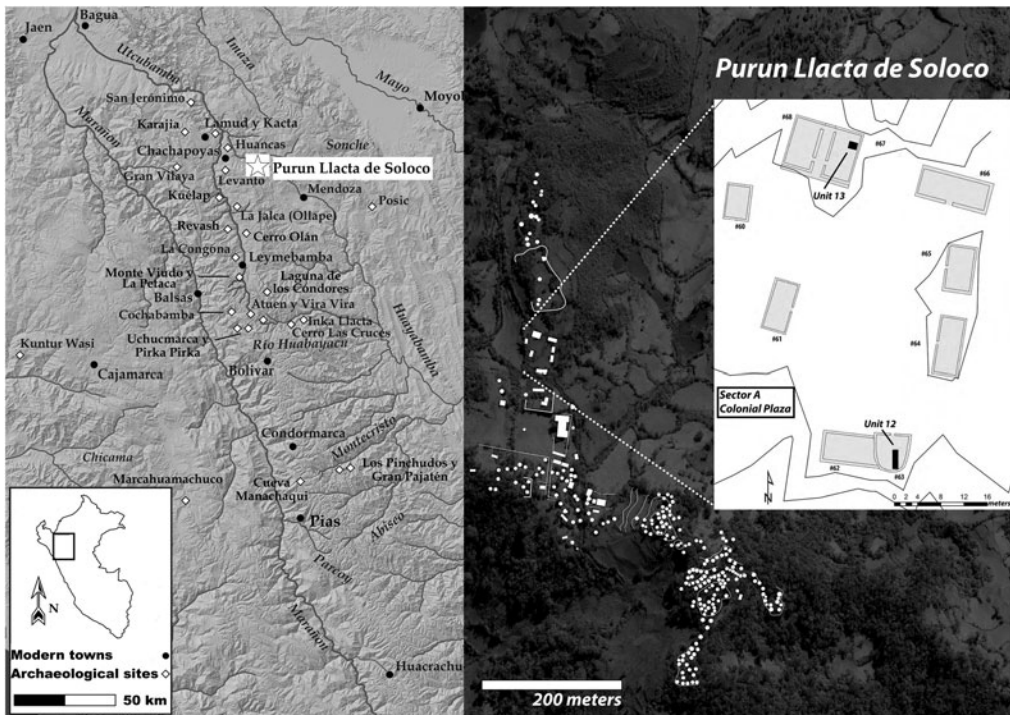 Jaen
Bagua
Utcubamba
Imaza
Mayo
Moyob
San Jerónimo
Marañón
Karajia
Lamud y Kacta
Huancas
Sonche
Chachapoyas
Purun Llacta de Soloco
Gran Vilaya
Levanto
Mendoza
Kuélap
Posic
La Jalca (Ollape)
Revash
Cerro Olán
La Congona
Leymebamba
Monte Viudo y
La Petaca
Laguna de
los Cóndores
Balsas
Atuen y Vira Vira
Cochabamba
Inka Llacta
Cerro Las Cruces
Huayabamba
Uchucmarca y
Pirka Pirka
Río Huabayacu
Kuntur Wasi
Cajamarca
Bolívar
Condormarca
Montecristo
Chicama
Los Pinchudos y
Gran Pajatén
Marcahuamachuco
Cueva
Manachaqui
Pias
Abiseo
Parcoy
Marañón
Huacrachu
N
Modern towns
Archaeological sites
50 km
Purun Llacta de Soloco
#68
#67
Unit 13
#66
#60
#65
#61
#64
Sector A
Colonial Plaza
Unit 12
#62
#63
N
0 2 4 8 12 16
meters
200 meters